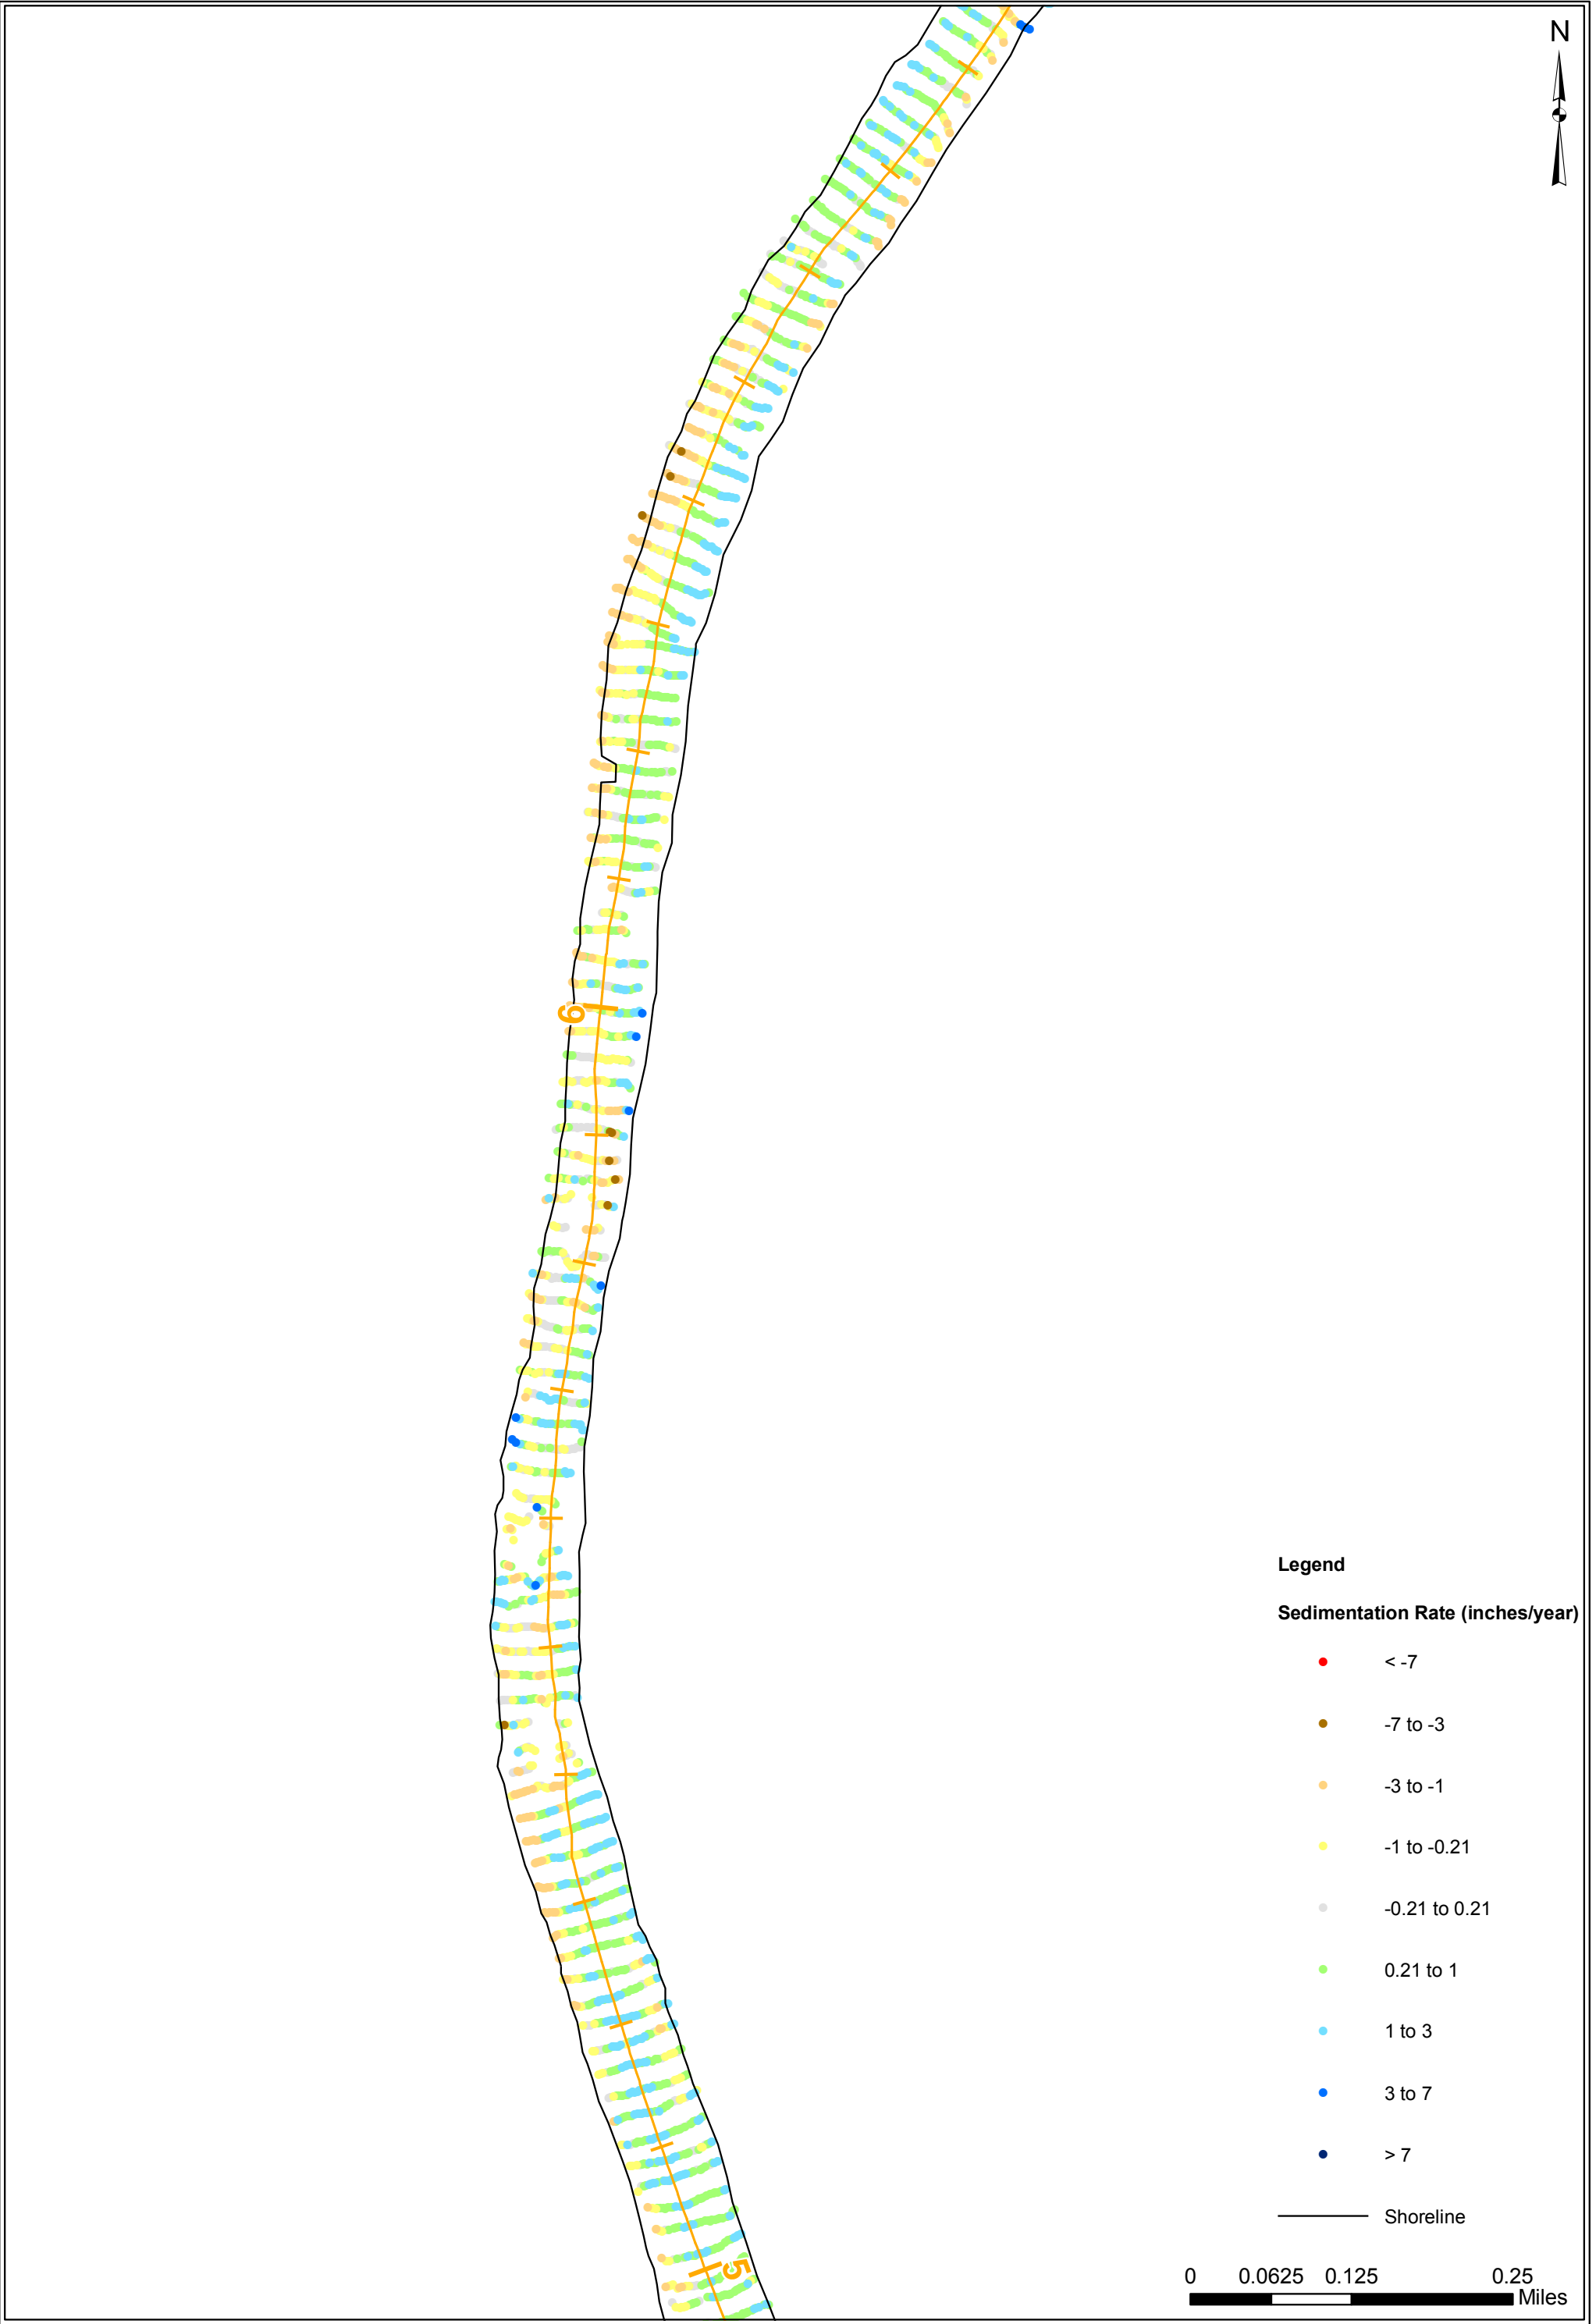 N
6
5
Legend
Sedimentation Rate (inches/year)
< -7
-7 to -3
-3 to -1
-1 to -0.21
-0.21 to 0.21
0.21 to 1
1 to 3
3 to 7
> 7
Shoreline
0 0.0625 0.125 0.25
Miles